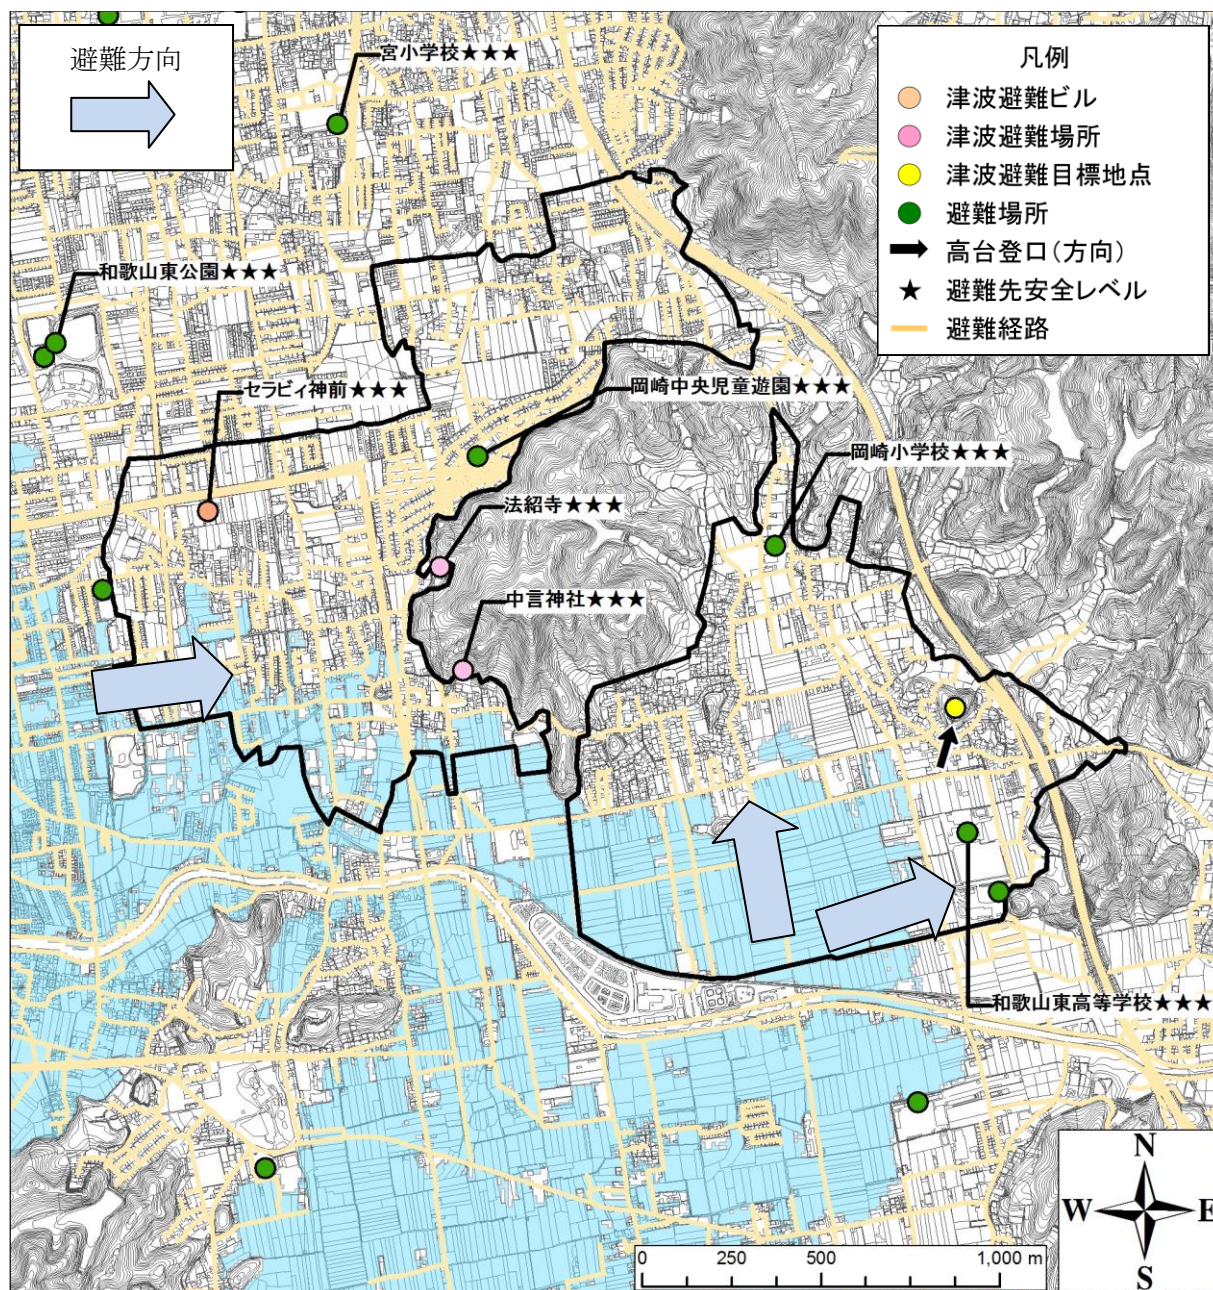 避難方向
宮小学校★★★
凡例
津波避難ビル
津波避難場所
津波避難目標地点
避難場所
高台登口(方向)
★ 避難先安全レベル
避難経路
和歌山東公園★★★
セラビィ神前★★★
岡崎中央児童遊園★★★
岡崎小学校★★★
法紹寺★★★
中言神社★★★
和歌山東高等学校★★★
N
W E
S
0 250 500 1,000 m